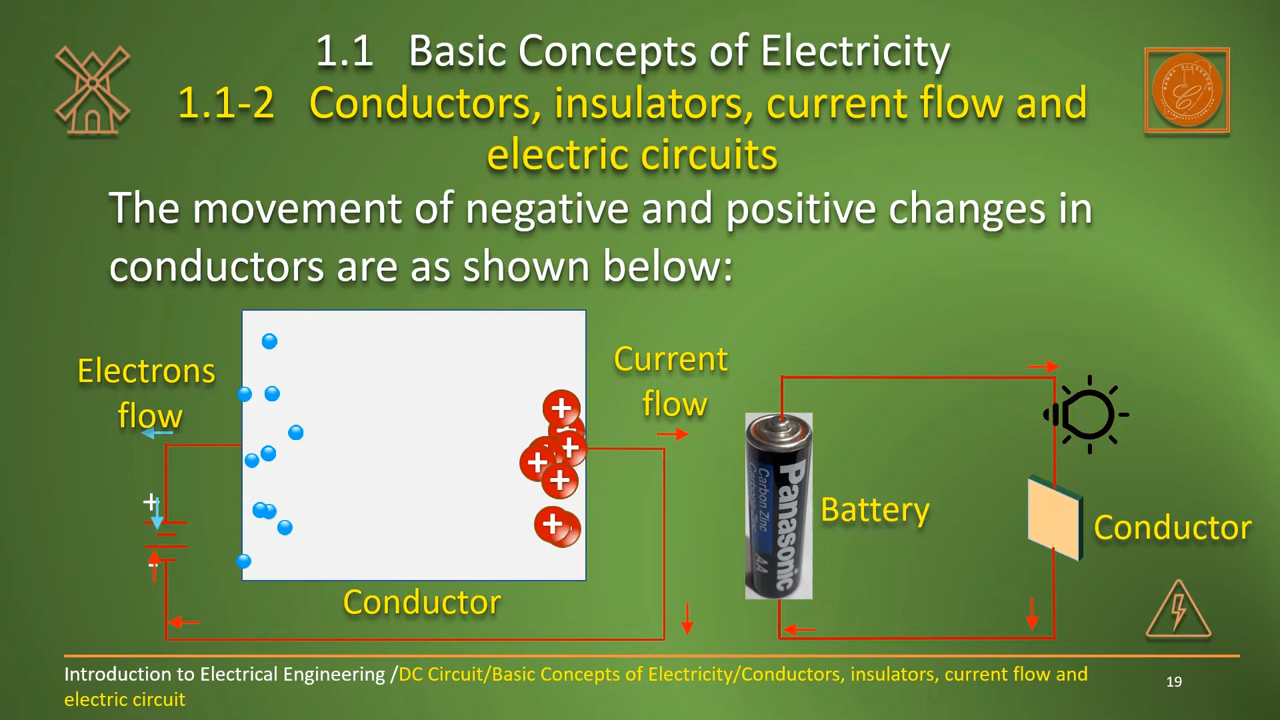 1.1 Basic Concepts of Electricity
1.1-2 Conductors, insulators, current flow and
electric circuits
The movement of negative and positive changes in
conductors are as shown below:
Electrons
flow
Current
flow
+
-
+
+
+
+
+
Conductor
Panasonic
Carbon Zinc
AA
Battery
Conductor
Introduction to Electrical Engineering /DC Circuit/Basic Concepts of Electricity/Conductors, insulators, current flow and
electric circuit
19